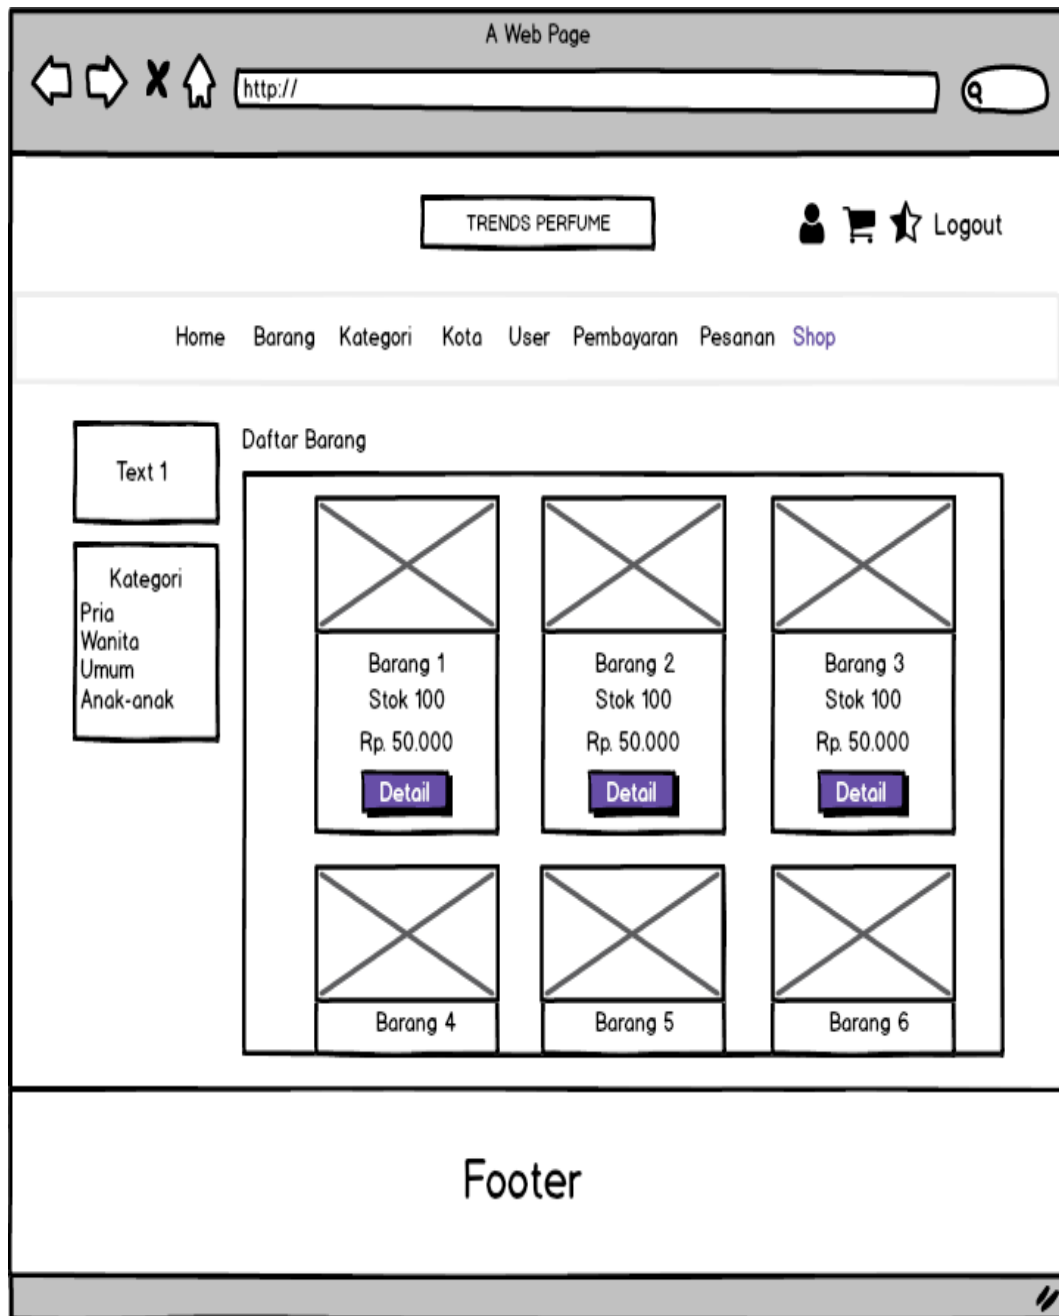 A Web Page
http://
TRENDS PERFUME
Logout
Home Barang Kategori Kota User Pembayaran Pesanan Shop
Text 1
Kategori
Pria
Wanita
Umum
Anak-anak
Daftar Barang
Barang 1
Stok 100
Rp. 50.000
Detail
Barang 2
Stok 100
Rp. 50.000
Detail
Barang 3
Stok 100
Rp. 50.000
Detail
Barang 4
Barang 5
Barang 6
Footer